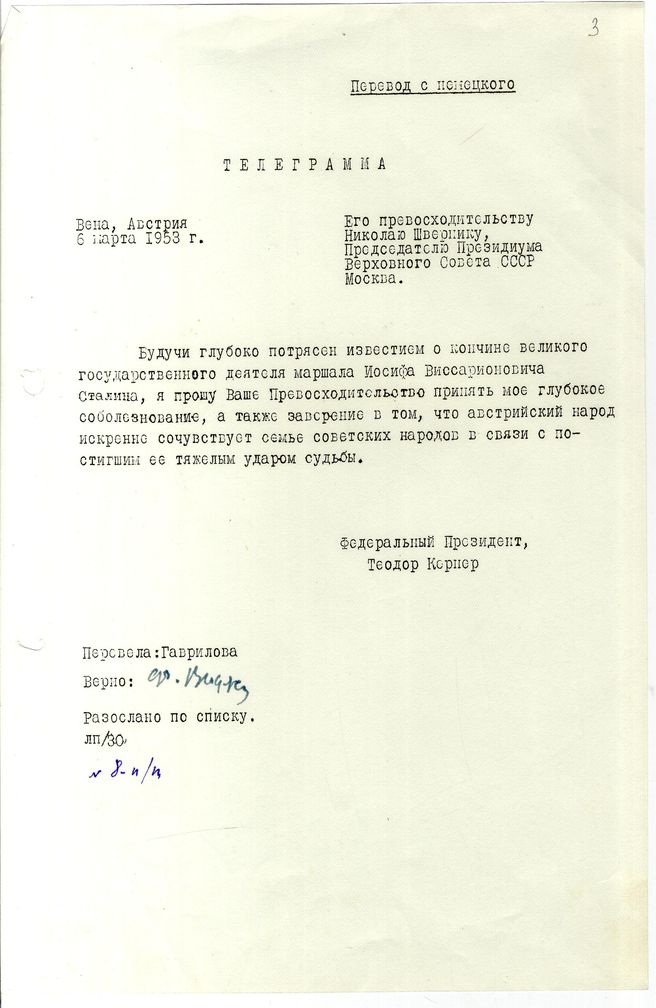 3
Перевод с немецкого
ТЕЛЕГРАММА
Вена, Австрия
6 марта 1953 г.
Его превосходительству
Николаю Швернику,
Председателю Президиума
Верховного Совета СССР
Москва.
Будучи глубоко потрясен известием о кончине великого
государственного деятеля маршала Иосифа Виссарионовича
Сталина, я прошу Ваше Превосходительство принять мое глубокое
соболезнование, а также заверение в том, что австрийский народ
искренне сочувствует семье советских народов в связи с по-
стигшим ее тяжелым ударом судьбы.
Федеральный Президент,
Теодор Кернер
Перевела:Гаврилова
Верно:
Разослано по списку.
лп/30